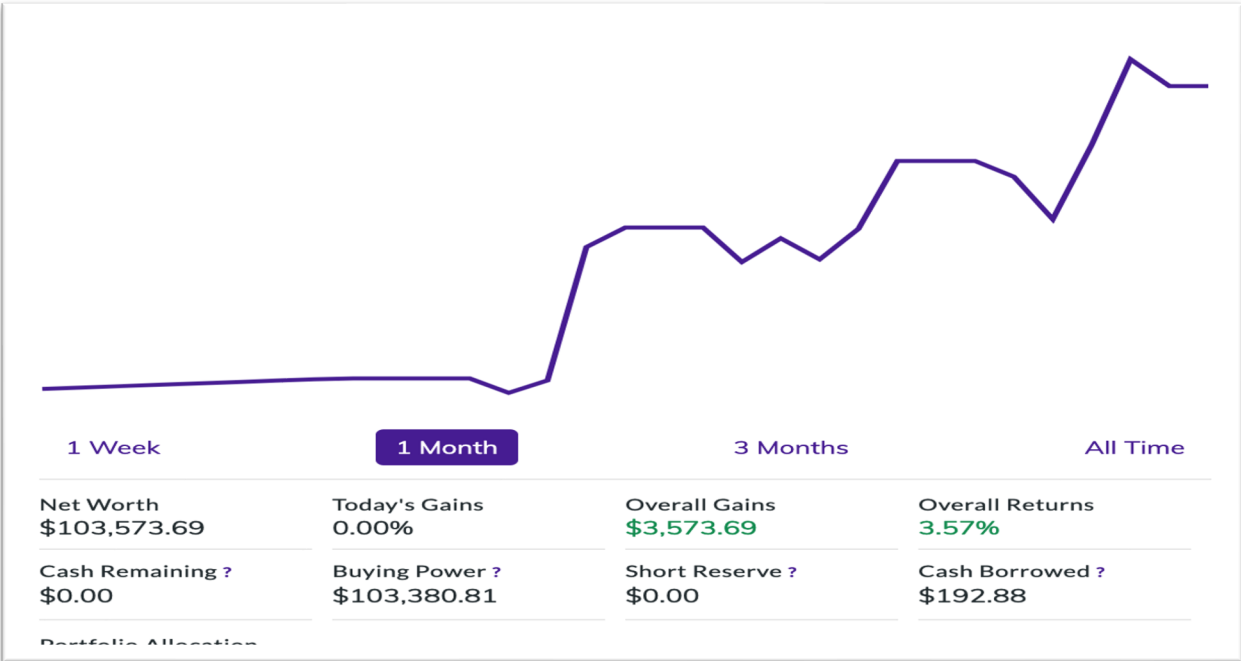 1 Week 1 Month 3 Months All Time
Net Worth Today's Gains Overall Gains Overall Returns
$103,573.69 0.00% $3,573.69 3.57%
Cash Remaining ? Buying Power ? Short Reserve ? Cash Borrowed ?
$0.00 $103,380.81 $0.00 $192.88
Portfolio Allocation